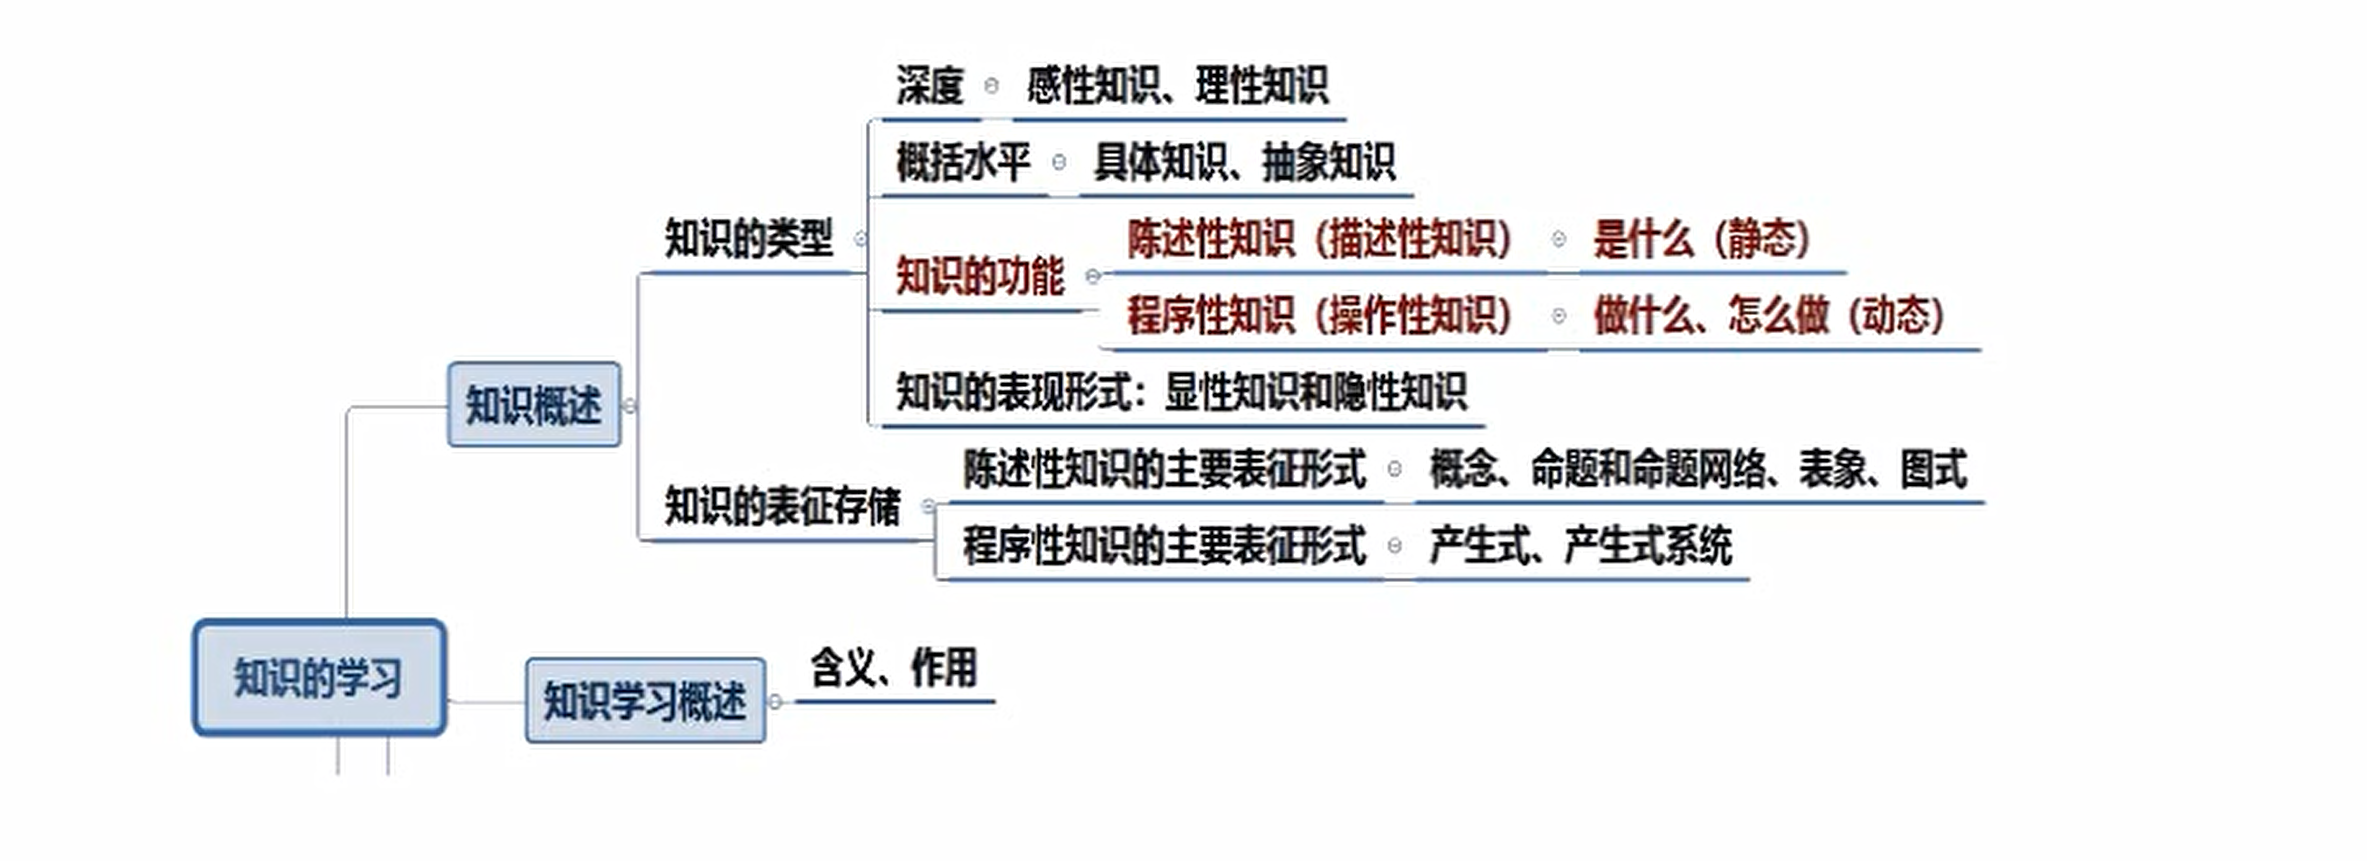 深度
感性知识、理性知识
概括水平
具体知识、抽象知识
知识的类型
知识的功能
陈述性知识（描述性知识）
是什么（静态）
程序性知识（操作性知识）
做什么、怎么做（动态）
知识的表现形式：显性知识和隐性知识
知识概述
知识的表征存储
陈述性知识的主要表征形式
概念、命题和命题网络、表象、图式
程序性知识的主要表征形式
产生式、产生式系统
知识的学习
知识学习概述
含义、作用